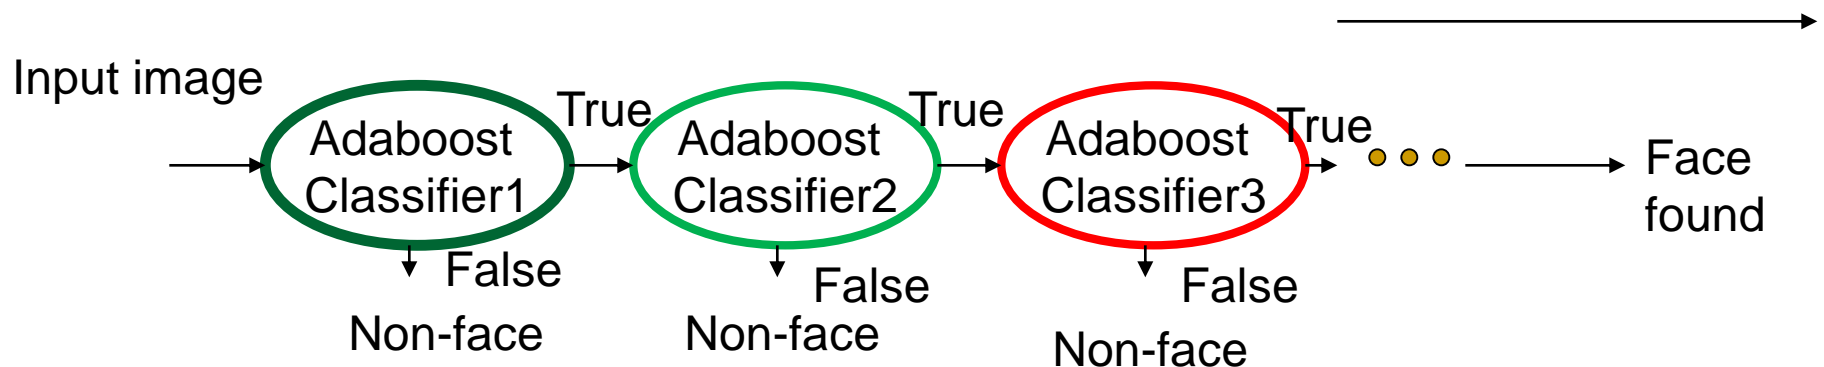 Input image
Adaboost
Classifier1
True
False
Non-face
Adaboost
Classifier2
True
False
Non-face
Adaboost
Classifier3
True
False
Non-face
Face
found